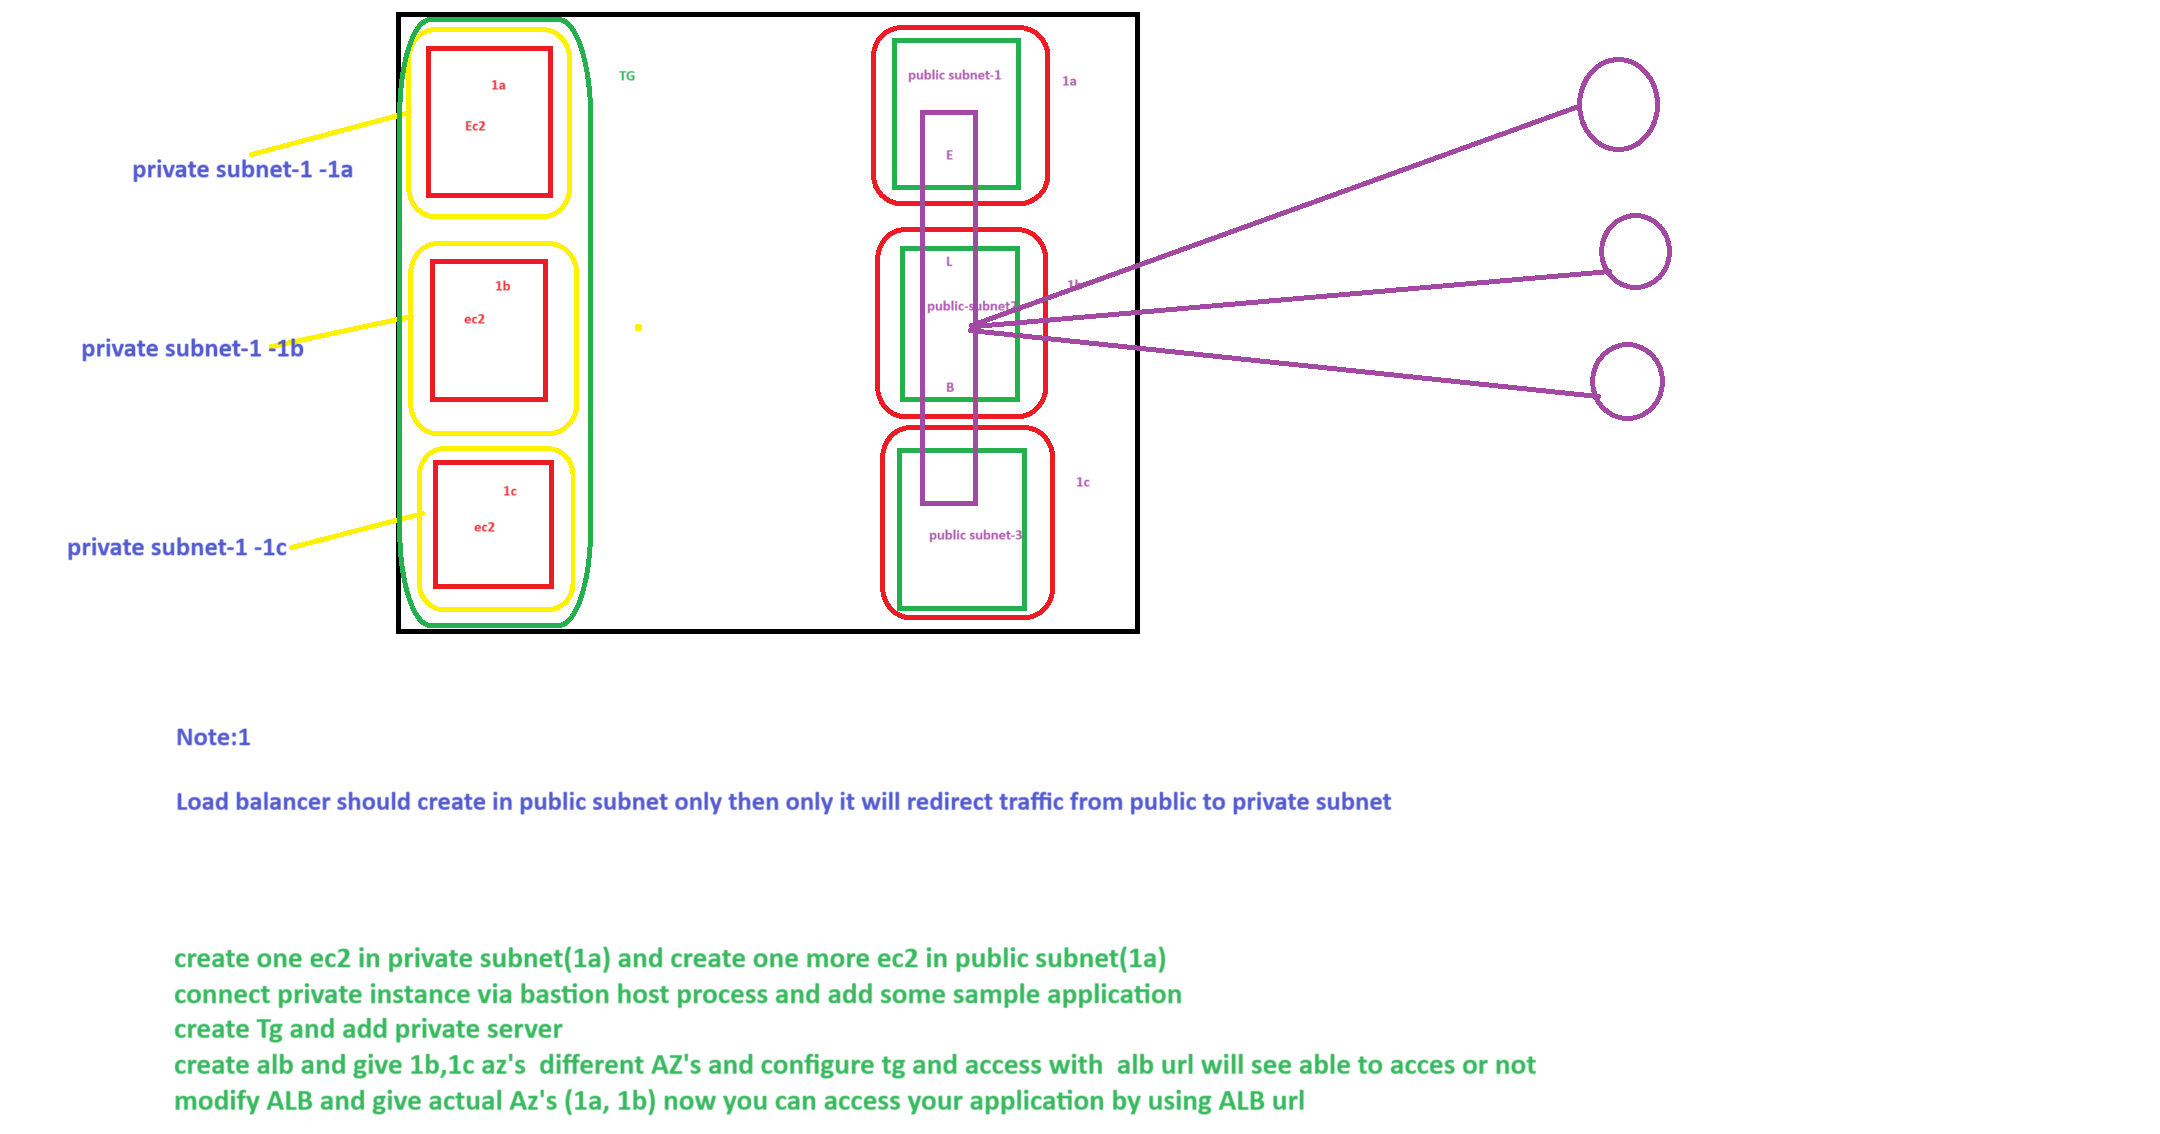 1a
Ec2
TG
public subnet-1
1a
E
private subnet-1 -1a
1b
ec2
L
1b
public-subnet2
private subnet-1 -1b
B
1c
ec2
1c
public subnet-3
private subnet-1 -1c
Note:1
Load balancer should create in public subnet only then only it will redirect traffic from public to private subnet
create one ec2 in private subnet(1a) and create one more ec2 in public subnet(1a)
connect private instance via bastion host process and add some sample application
create Tg and add private server
create alb and give 1b,1c az's  different AZ's and configure tg and access with  alb url will see able to acces or not
modify ALB and give actual Az's (1a, 1b) now you can access your application by using ALB url